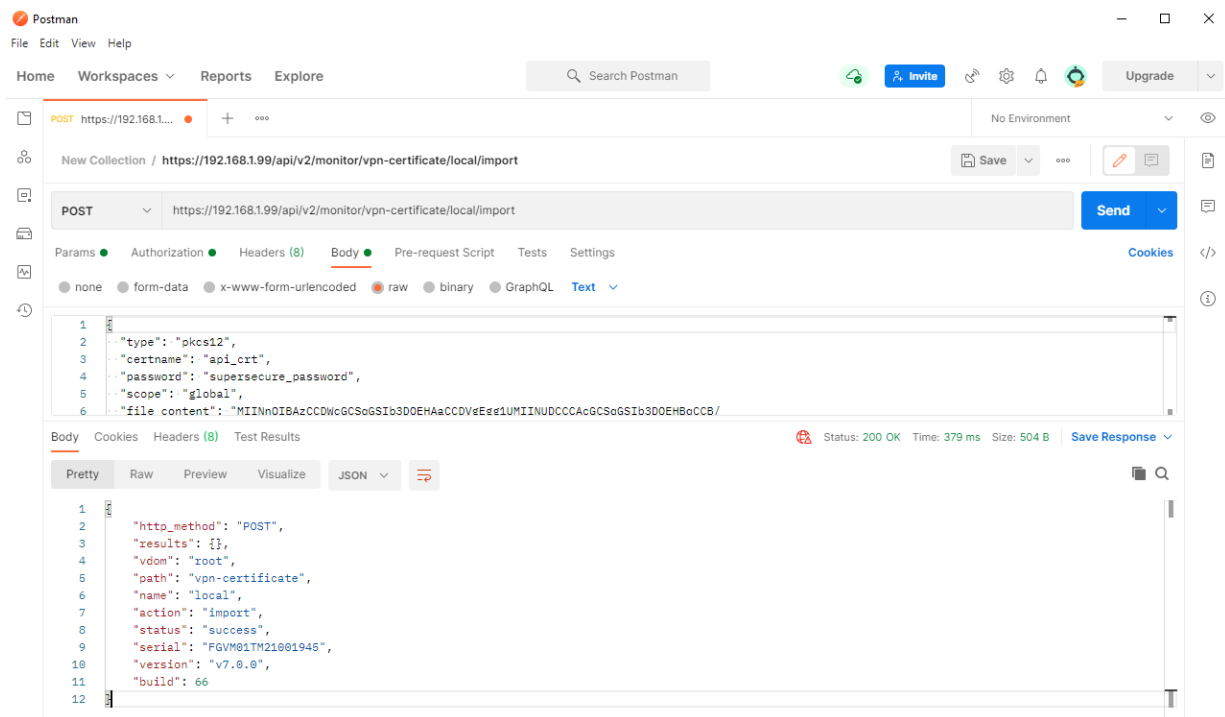 Postman
File Edit View Help
Home Workspaces Reports Explore Search Postman Invite Upgrade
POST https://192.168.1.... No Environment
New Collection / https://192.168.1.99/api/v2/monitor/vpn-certificate/local/import Save
POST https://192.168.1.99/api/v2/monitor/vpn-certificate/local/import Send
Params Authorization Headers (8) Body Pre-request Script Tests Settings Cookies
none form-data x-www-form-urlencoded raw binary GraphQL Text
1 {
2 "type": "pkcs12",
3 "certname": "api_crt",
4 "password": "supersecure_password",
5 "scope": "global",
6 "file_content": 
Body Cookies Headers (8) Test Results Status: 200 OK Time: 379 ms Size: 504 B Save Response
Pretty Raw Preview Visualize JSON
1 {
2 "http_method": "POST",
3 "results": {},
4 "vdom": "root",
5 "path": "vpn-certificate",
6 "name": "local",
7 "action": "import",
8 "status": "success",
9 "serial": "FGVM01TM21001945",
10 "version": "v7.0.0",
11 "build": 66
12 }